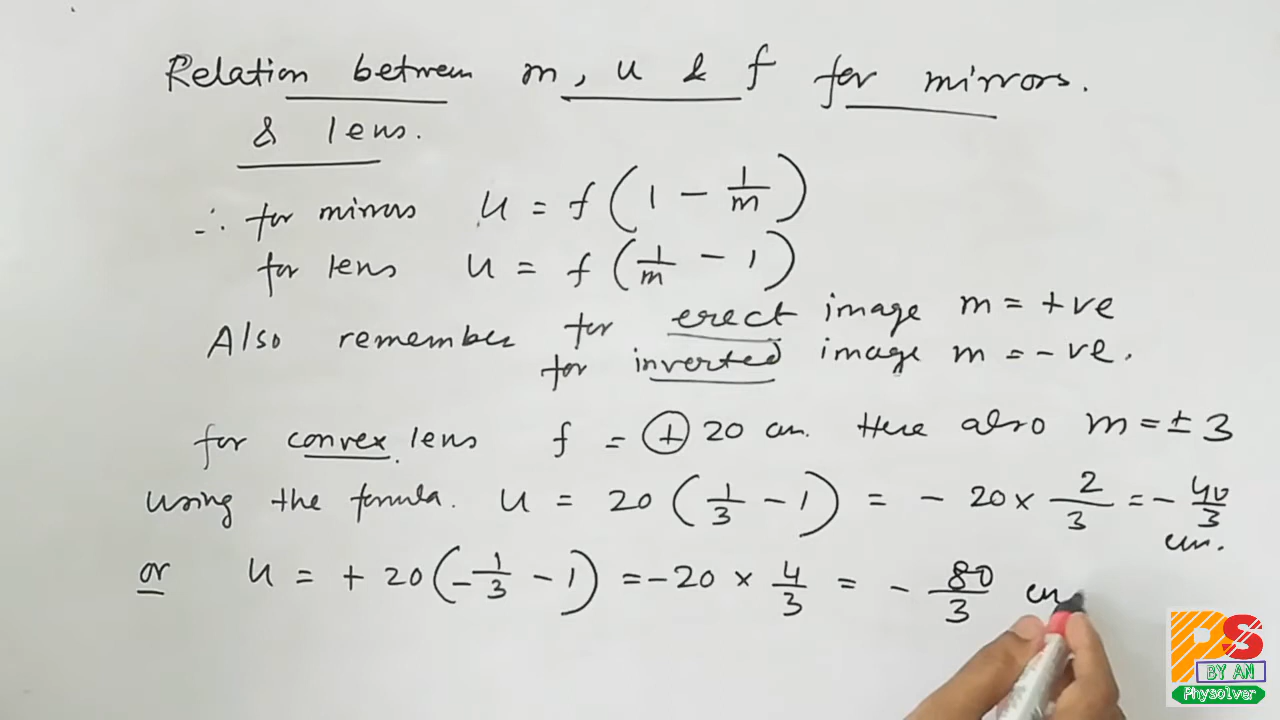 Relation between m, u & f for mirrors.
& lens.
∴ for mirrors u = f(1 - 1/m)
for lens u = f(1/m - 1)
Also remember for erect image m = +ve
for inverted image m = -ve.
for convex lens f = + 20 cm. Here also m = ± 3
using the formula. u = 20(1/3 - 1) = - 20 × 2/3 = - 40/3
cm.
or u = + 20(-1/3 - 1) = -20 × 4/3 = - 80/3 cm
PS
BY AN
Physolver